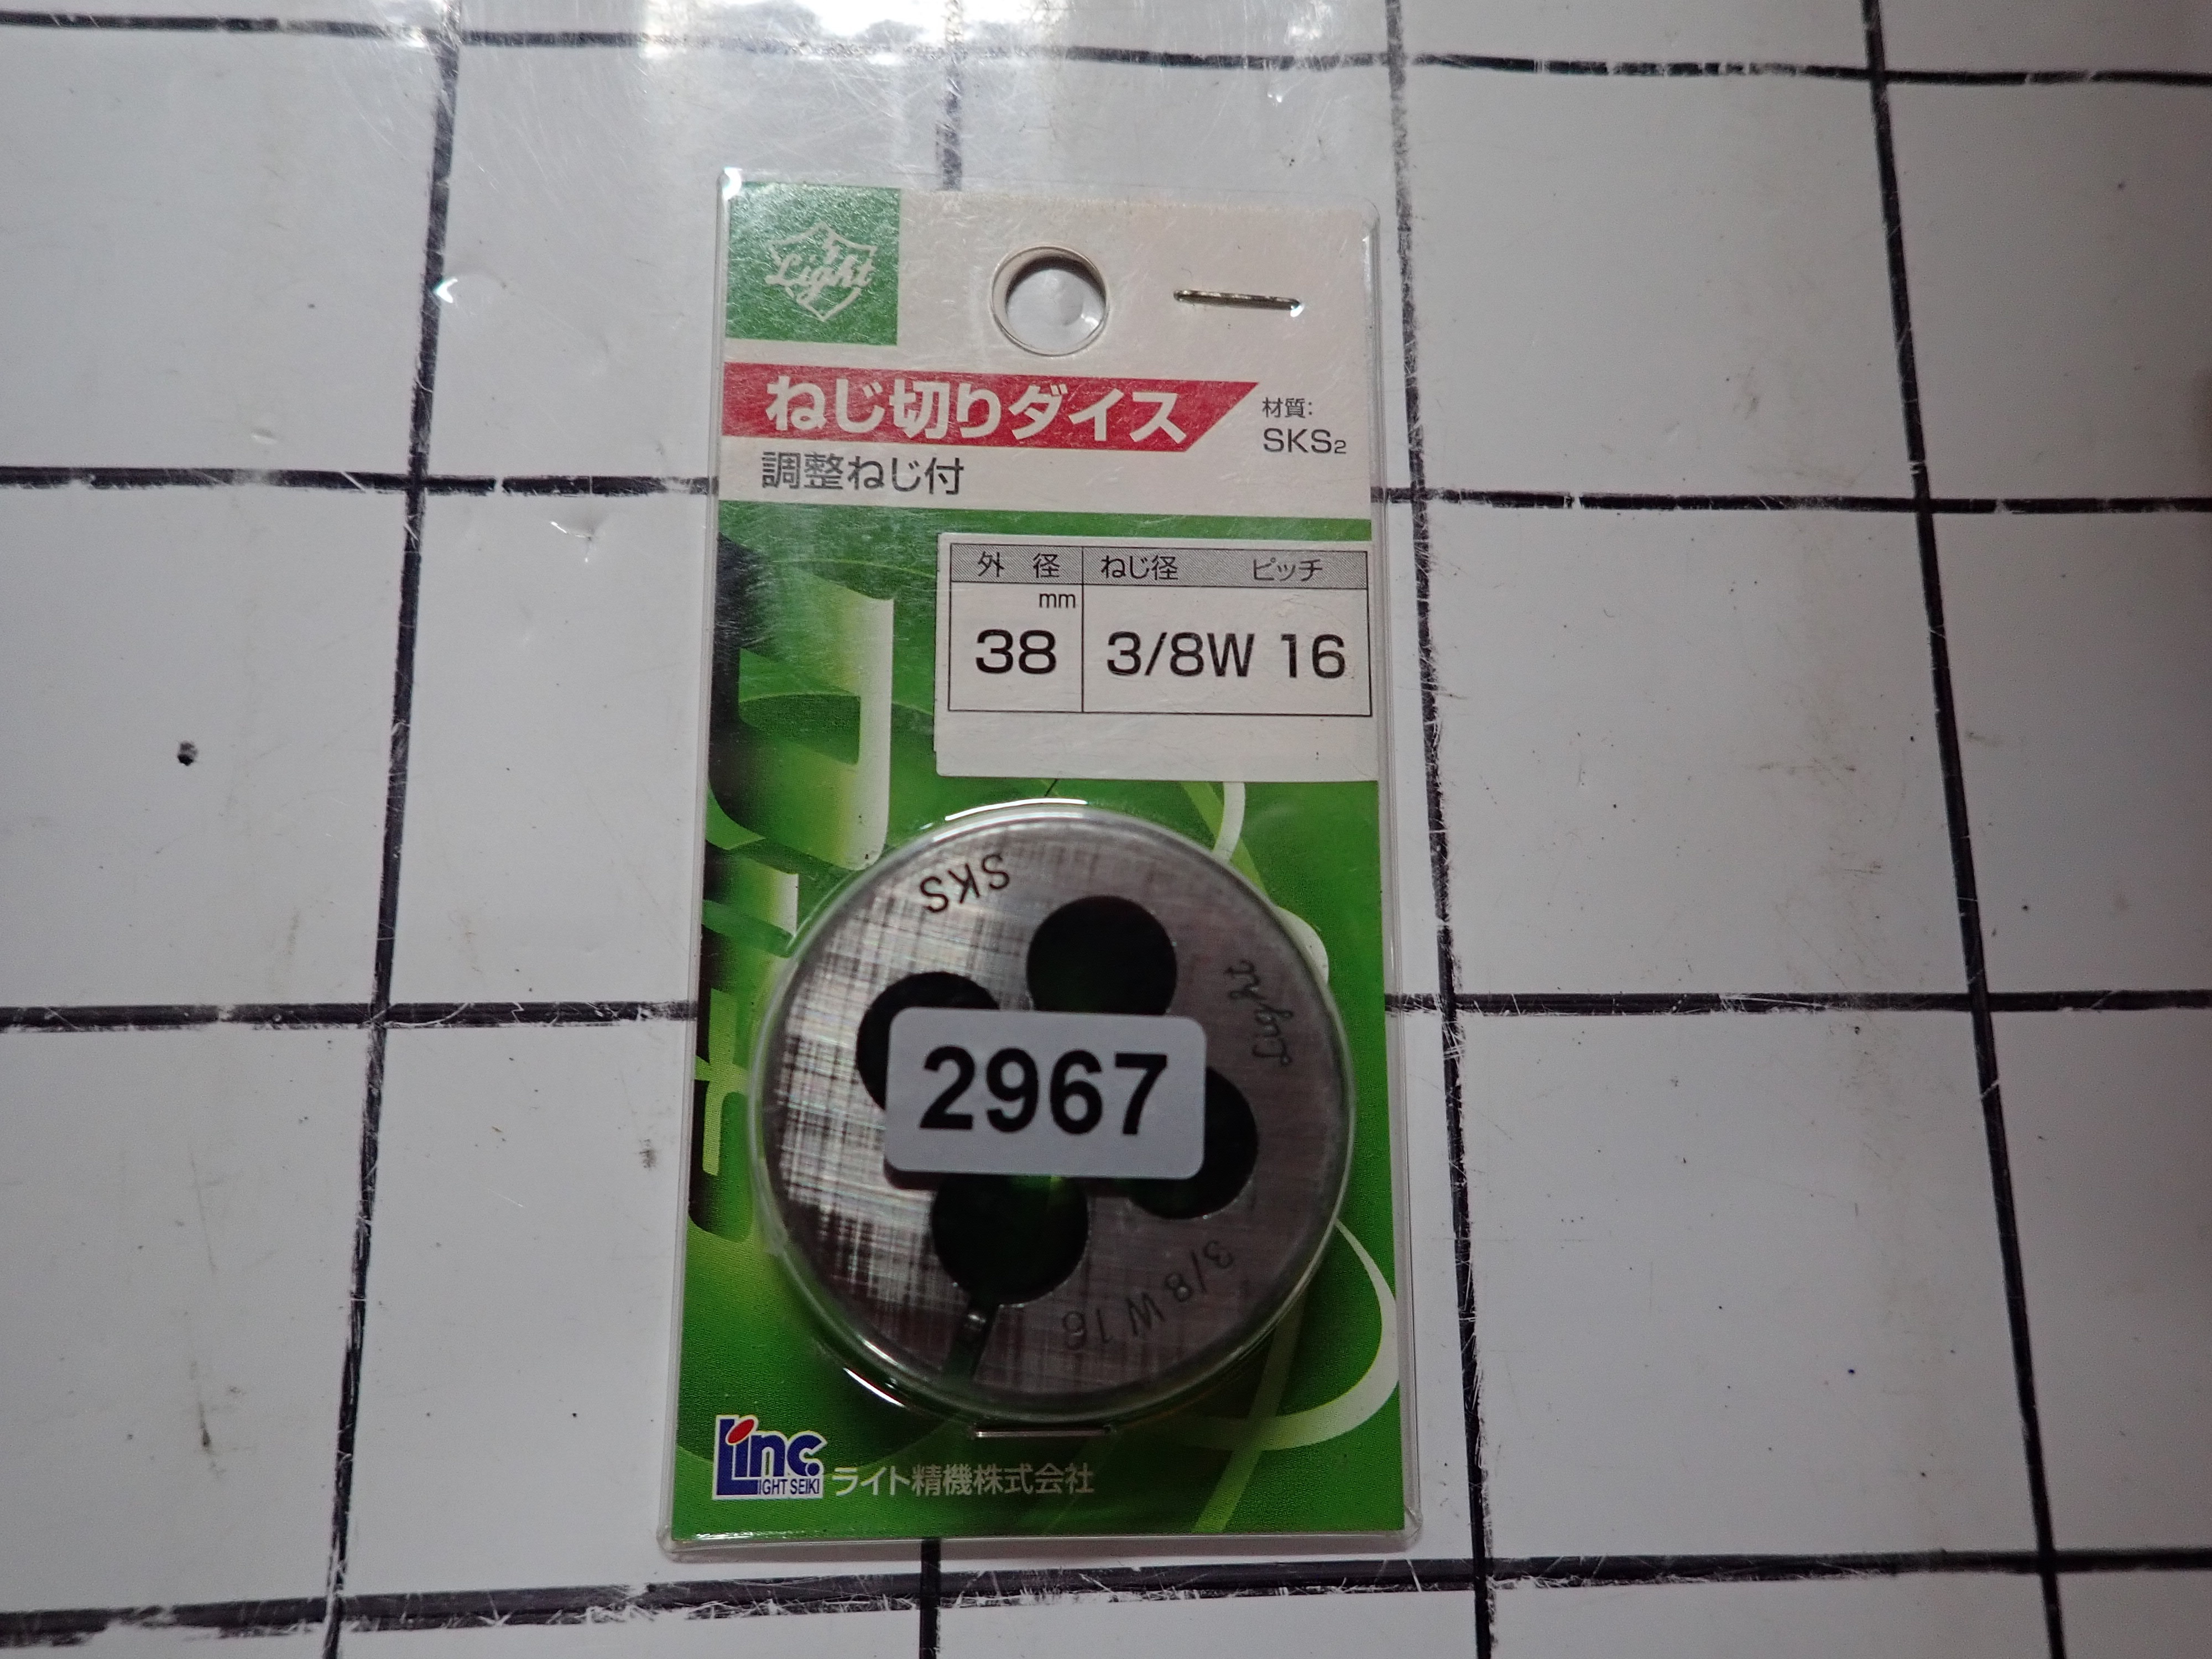 Light
ねじ切りダイス
材質:
SKS2
調整ねじ付
外 径 ねじ径 ピッチ
mm
38 3/8W 16
SKS
Light
2967
3/8 W 16
Linc.
LIGHT SEIKI
ライト精機株式会社